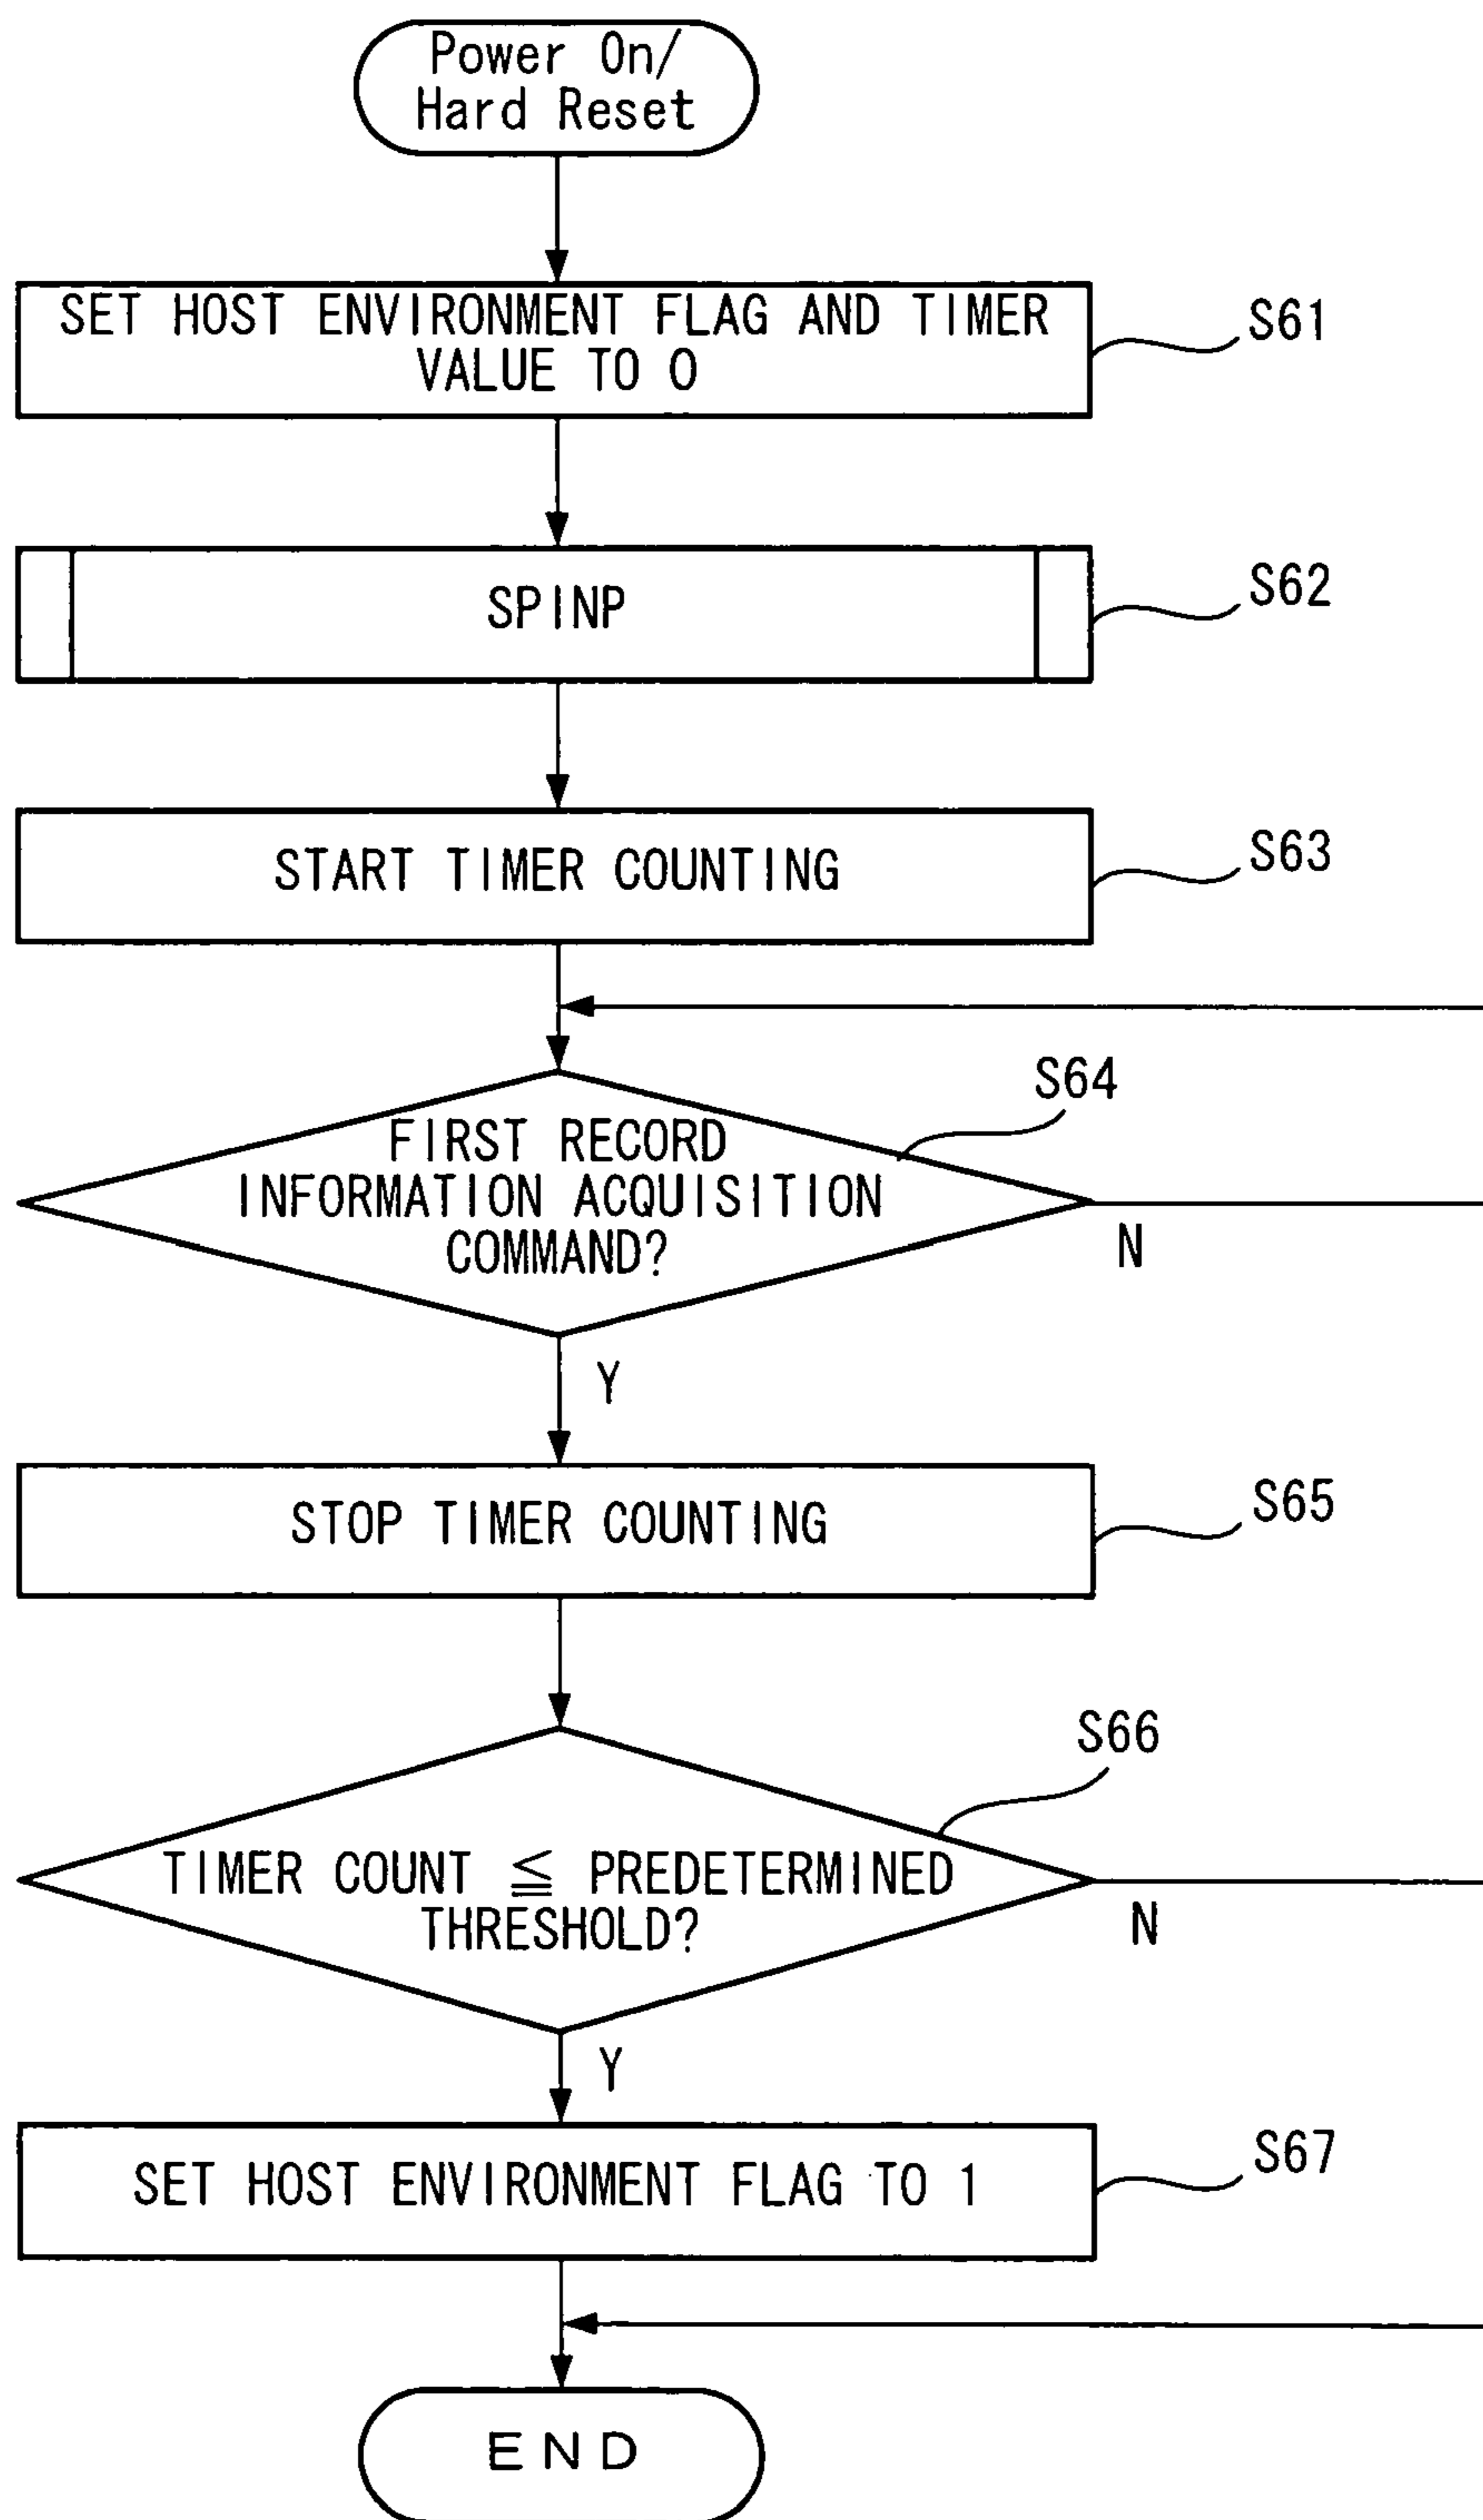 Power On/
Hard Reset
SET HOST ENVIRONMENT FLAG AND TIMER
VALUE TO 0
S61
SPINP
S62
START TIMER COUNTING
S63
S64
FIRST RECORD
INFORMATION ACQUISITION
COMMAND?
N
Y
STOP TIMER COUNTING
S65
S66
TIMER COUNT ≦ PREDETERMINED
THRESHOLD?
N
Y
SET HOST ENVIRONMENT FLAG TO 1
S67
END